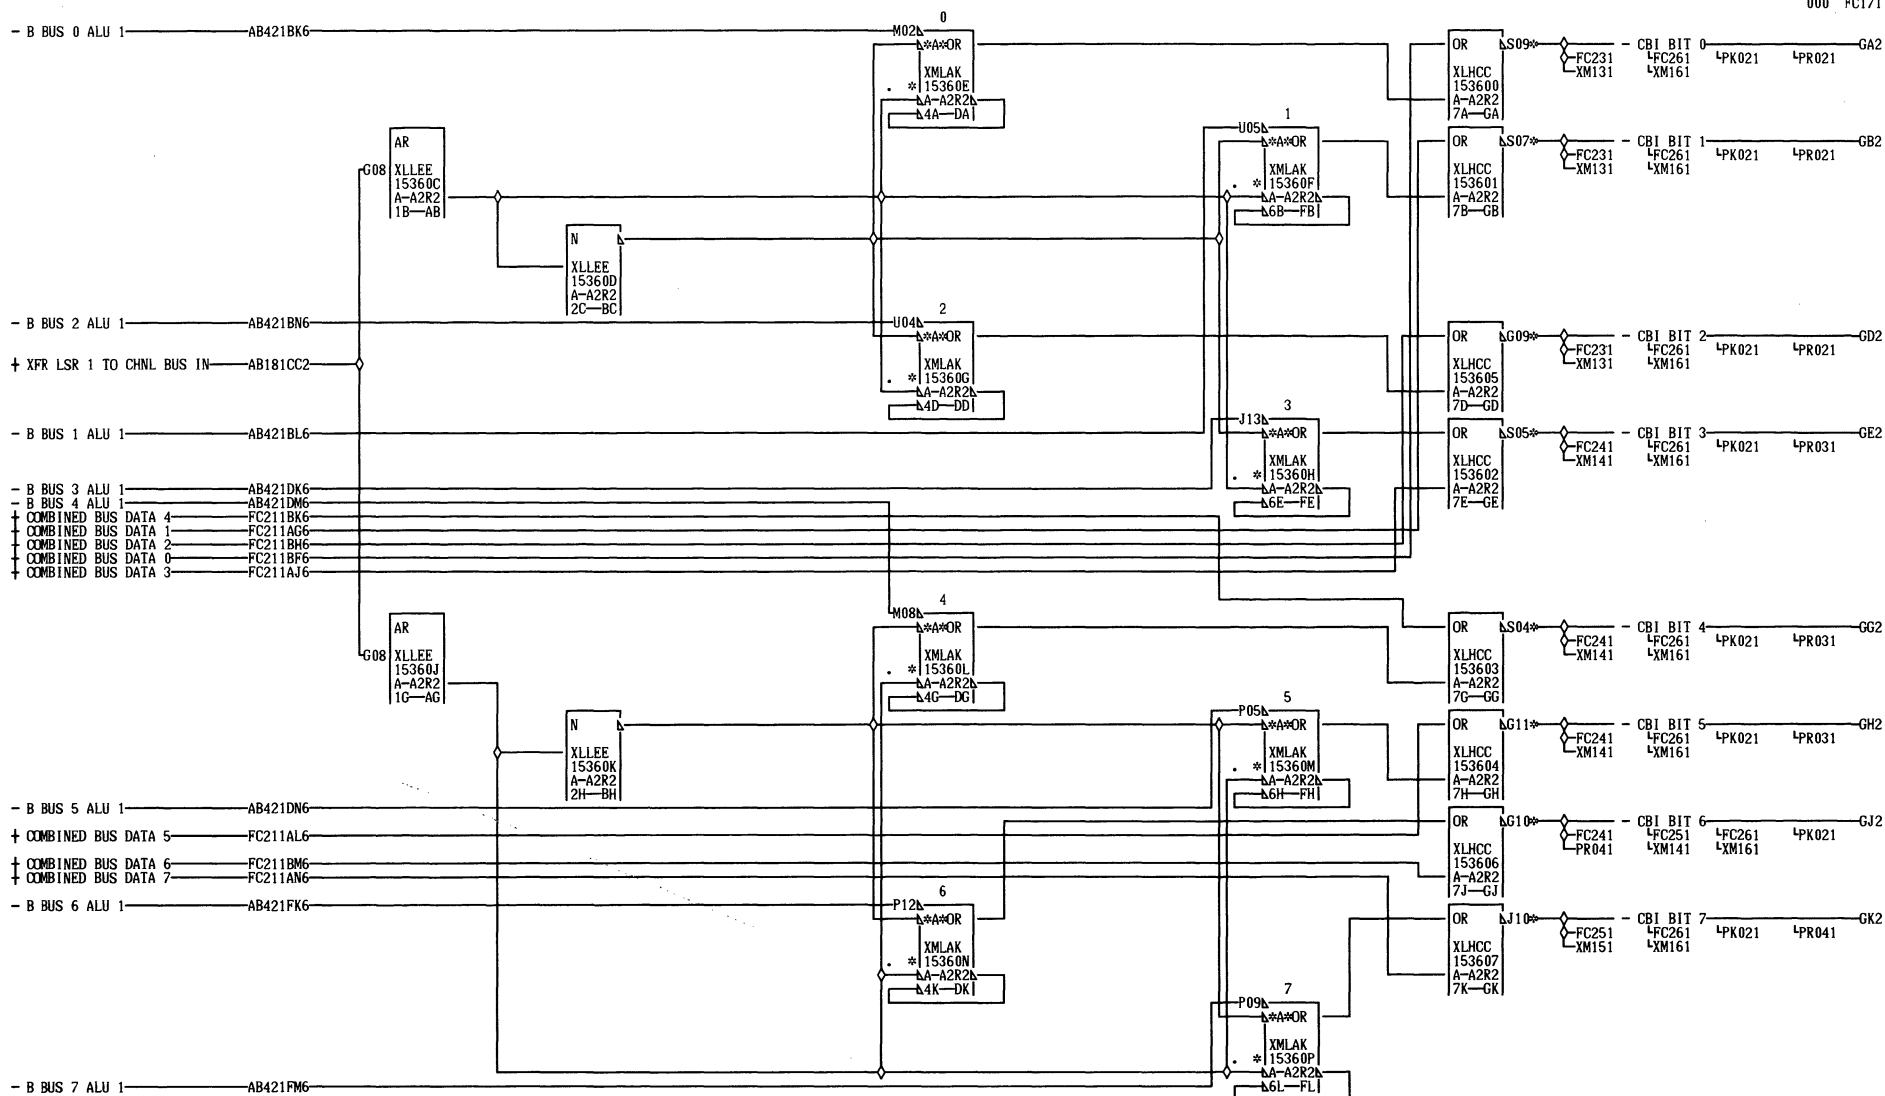 000 FC171
0
- B BUS 0 ALU 1 AB421BK6 M02 *A*OR OR S09* - CBI BIT 0 GA2
FC231 FC261 PK021 PR021
XMLAK XLHCC XM131 XM161
* 15360E 153600
A-A2R2 A-A2R2
4A DA 7A GA
1
U05
AR *A*OR OR S07* - CBI BIT 1 GB2
FC231 FC261 PK021 PR021
G08 XLLEE XMLAK XLHCC XM131 XM161
15360C * 15360F 153601
A-A2R2 A-A2R2 A-A2R2
1B AB 6B FB 7B GB
N
XLLEE
15360D
A-A2R2
2C BC
2
- B BUS 2 ALU 1 AB421BN6 U04
*A*OR OR G09* - CBI BIT 2 GD2
FC231 FC261 PK021 PR021
+ XFR LSR 1 TO CHNL BUS IN AB181CC2 XMLAK XLHCC XM131 XM161
* 15360G 153605
A-A2R2 A-A2R2
4D DD 7D GD
3
J13
- B BUS 1 ALU 1 AB421BL6 *A*OR OR S05* - CBI BIT 3 GE2
FC241 FC261 PK021 PR031
XMLAK XLHCC XM141 XM161
* 15360H 153602
- B BUS 3 ALU 1 AB421DK6 A-A2R2 A-A2R2
- B BUS 4 ALU 1 AB421DM6 6E FE 7E GE
+ COMBINED BUS DATA 4 FC211BK6
+ COMBINED BUS DATA 1 FC211AG6
+ COMBINED BUS DATA 2 FC211BH6
+ COMBINED BUS DATA 0 FC211BF6
+ COMBINED BUS DATA 3 FC211AJ6
4
M08
AR *A*OR OR S04* - CBI BIT 4 GG2
FC241 FC261 PK021 PR031
G08 XLLEE XMLAK XLHCC XM141 XM161
15360J * 15360L 153603
A-A2R2 A-A2R2 A-A2R2
1G AG 4G DG 7G GG
5
P05
N *A*OR OR G11* - CBI BIT 5 GH2
FC241 FC261 PK021 PR031
XLLEE XMLAK XLHCC XM141 XM161
15360K * 15360M 153604
A-A2R2 A-A2R2 A-A2R2
2H BH 6H FH 7H GH
- B BUS 5 ALU 1 AB421DN6
OR G10* - CBI BIT 6 GJ2
+ COMBINED BUS DATA 5 FC211AL6 FC241 FC251 FC261 PK021
XLHCC PR041 XM141 XM161
+ COMBINED BUS DATA 6 FC211BM6 153606
+ COMBINED BUS DATA 7 FC211AN6 A-A2R2
7J GJ
6
- B BUS 6 ALU 1 AB421FK6 P12
*A*OR OR J10* - CBI BIT 7 GK2
FC251 FC261 PK021 PR041
XMLAK XLHCC XM151 XM161
* 15360N 153607
A-A2R2 A-A2R2
4K DK 7K GK
7
P09
*A*OR
XMLAK
* 15360P
A-A2R2
- B BUS 7 ALU 1 AB421FM6 6L FL